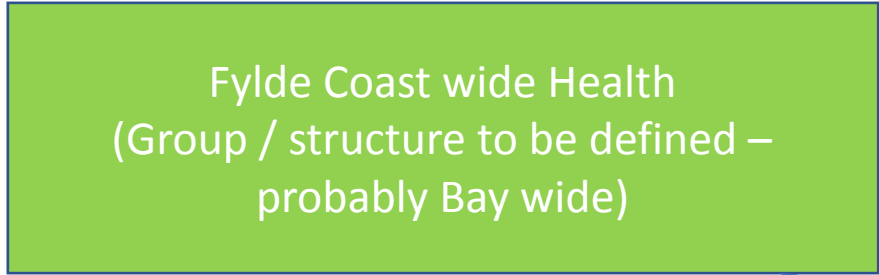 Fylde Coast wide Health
(Group / structure to be defined –
probably Bay wide)